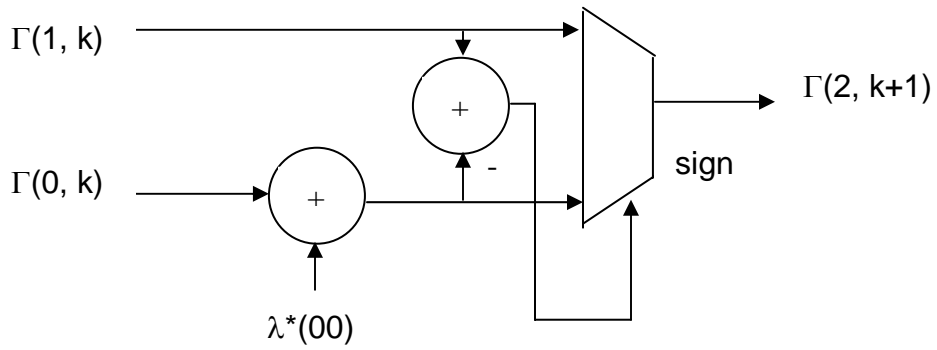 Γ(1, k)
Γ(2, k+1)
+
-
sign
Γ(0, k)
+
λ*(00)